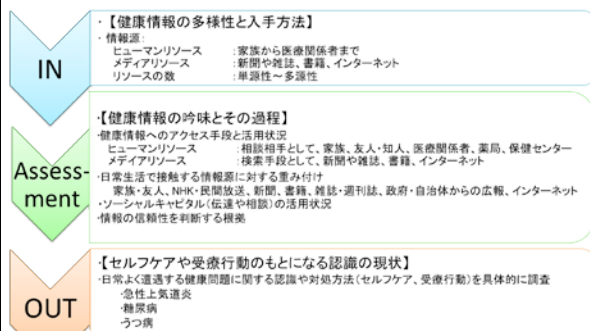 IN
・【健康情報の多様性と入手方法】
・情報源:
ヒューマンリソース :家族から医療関係者まで
メディアリソース :新聞や雑誌、書籍、インターネット
リソースの数 :単源性～多源性
Assess-
ment
・【健康情報の吟味とその過程】
・健康情報へのアクセス手段と活用状況
ヒューマンリソース :相談相手として、家族、友人・知人、医療関係者、薬局、保健センター
メディアリソース :検索手段として、新聞や雑誌、書籍、インターネット
・日常生活で接触する情報源に対する重み付け
家族・友人、NHK・民間放送、新聞、書籍、雑誌・週刊誌、政府・自治体からの広報、インターネット
・ソーシャルキャピタル(伝達や相談)の活用状況
・情報の信頼性を判断する根拠
OUT
・【セルフケアや受療行動のもとになる認識の現状】
・日常よく遭遇する健康問題に関する認識や対処方法(セルフケア、受療行動)を具体的に調査
・急性上気道炎
・糖尿病
・うつ病